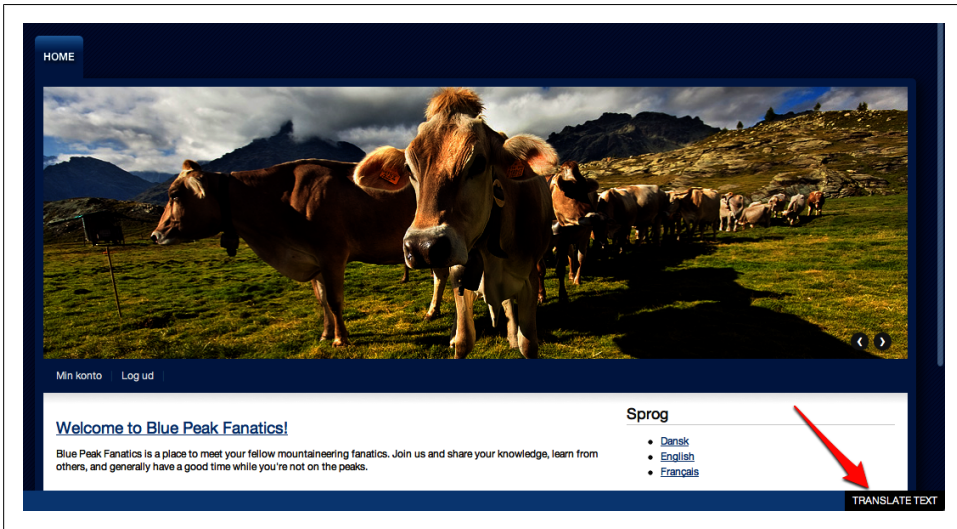 HOME
Min konto
Log ud
Welcome to Blue Peak Fanatics!
Blue Peak Fanatics is a place to meet your fellow mountaineering fanatics. Join us and share your knowledge, learn from
others, and generally have a good time while you're not on the peaks.
Sprog
Dansk
English
Français
TRANSLATE TEXT